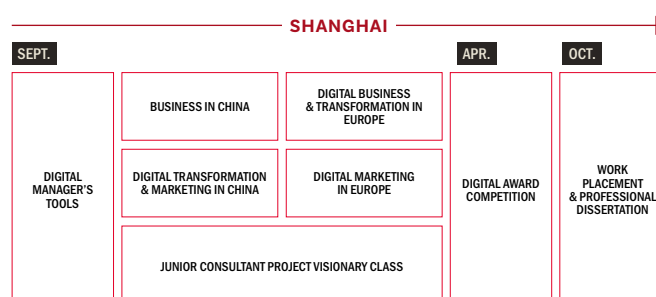 SHANGHAI
SEPT.
APR.
OCT.
DIGITAL
MANAGER'S
TOOLS
BUSINESS IN CHINA
DIGITAL BUSINESS
& TRANSFORMATION IN
EUROPE
DIGITAL TRANSFORMATION
& MARKETING IN CHINA
DIGITAL MARKETING
IN EUROPE
JUNIOR CONSULTANT PROJECT VISIONARY CLASS
DIGITAL AWARD
COMPETITION
WORK
PLACEMENT
& PROFESSIONAL
DISSERTATION